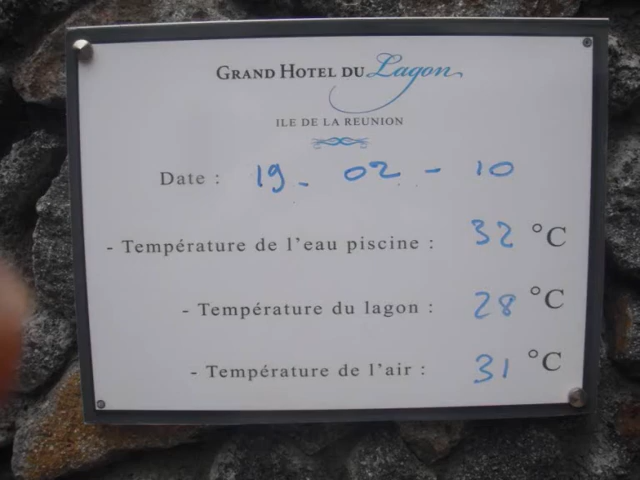 GRAND HOTEL DU Lagon
ILE DE LA REUNION
Date : 19 - 02 - 10
- Température de l'eau piscine : 32 °C
- Température du lagon : 28 °C
- Température de l'air : 31 °C